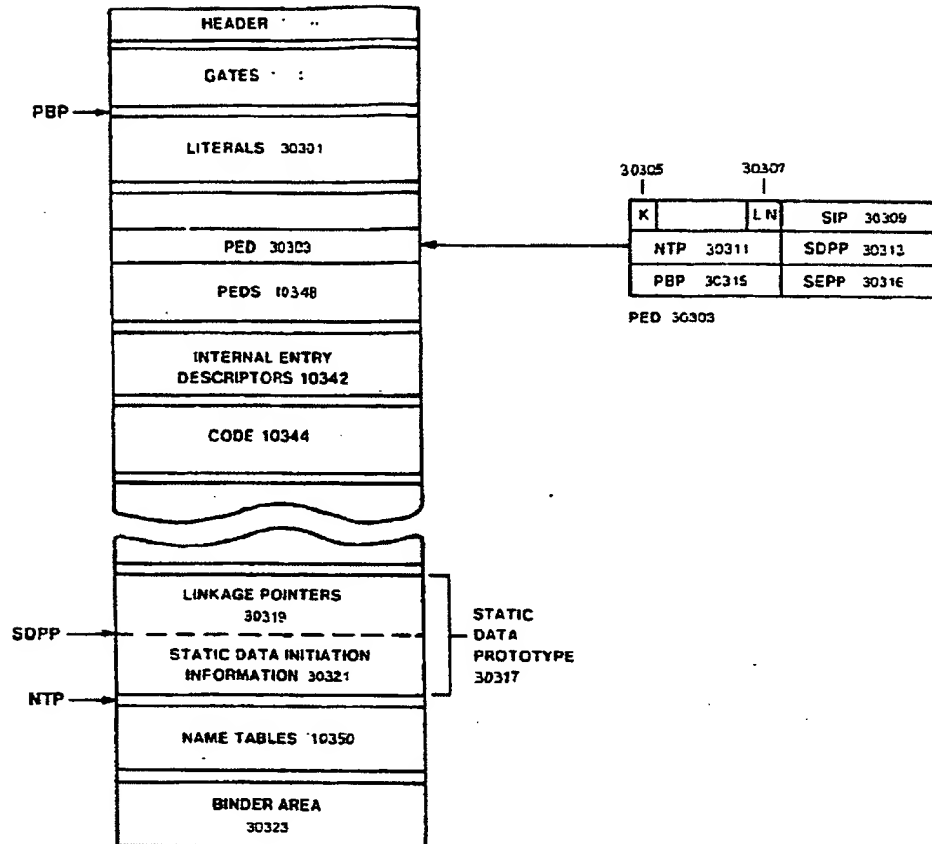 HEADER
GATES
PBP
LITERALS 30301
30305 30307
K LN SIP 30309
PED 30303
NTP 30311 SDPP 30313
PEDS 10348
PBP 30315 SEPP 30316
PED 30303
INTERNAL ENTRY
DESCRIPTORS 10342
CODE 10344
LINKAGE POINTERS
30319
SDPP
STATIC DATA INITIATION
INFORMATION 30321
STATIC
DATA
PROTOTYPE
30317
NTP
NAME TABLES 10350
BINDER AREA
30323